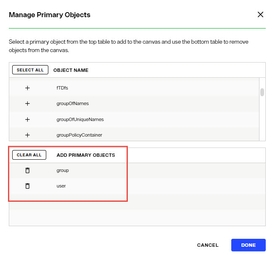 Manage Primary Objects
Select a primary object from the top table to add to the canvas and use the bottom table to remove
objects from the canvas.
SELECT ALL OBJECT NAME
fTDfs
groupOfNames
groupOfUniqueNames
groupPolicyContainer
CLEAR ALL ADD PRIMARY OBJECTS
group
user
CANCEL DONE